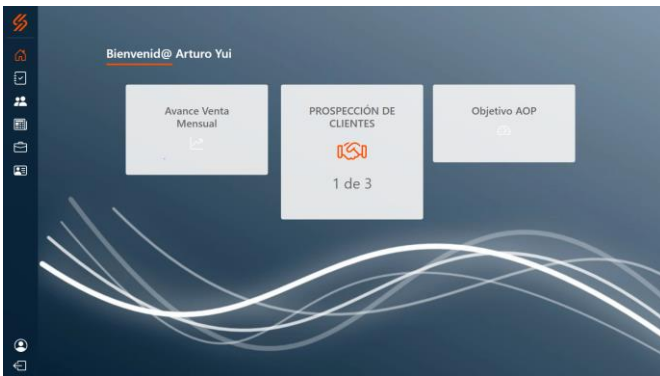 Bienvenid@ Arturo Yui
Avance Venta
Mensual
PROSPECCIÓN DE
CLIENTES
1 de 3
Objetivo AOP